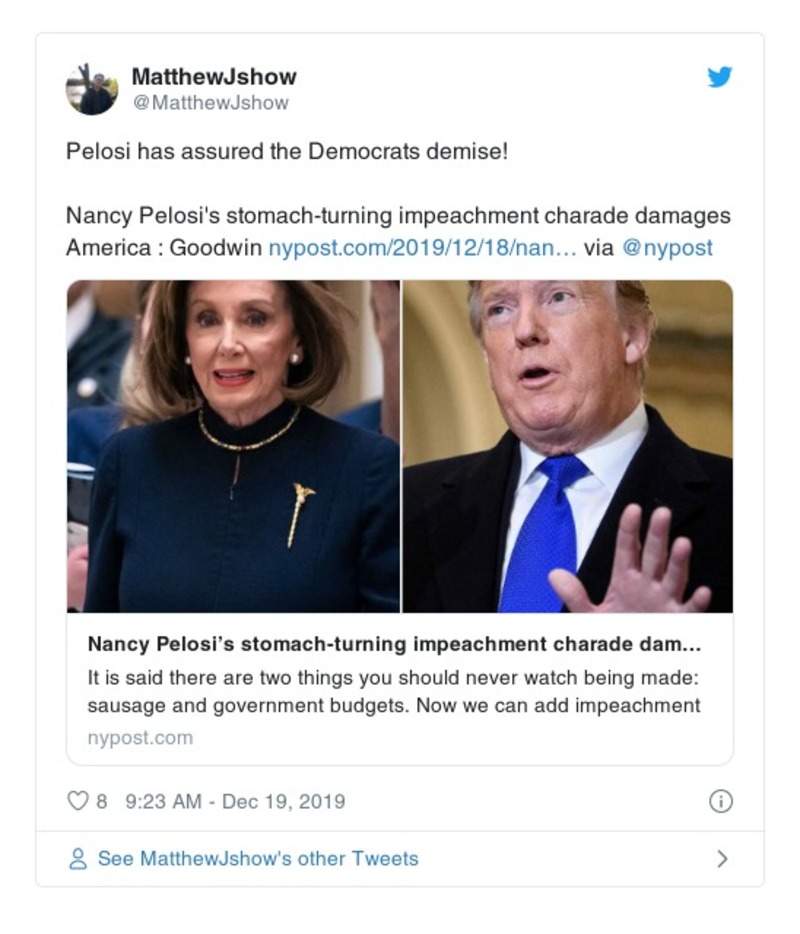 MatthewJshow
@MatthewJshow
Pelosi has assured the Democrats demise!
Nancy Pelosi's stomach-turning impeachment charade damages
America : Goodwin nypost.com/2019/12/18/nan… via @nypost
Nancy Pelosi’s stomach-turning impeachment charade dam…
It is said there are two things you should never watch being made:
sausage and government budgets. Now we can add impeachment
nypost.com
8 9:23 AM - Dec 19, 2019
See MatthewJshow's other Tweets